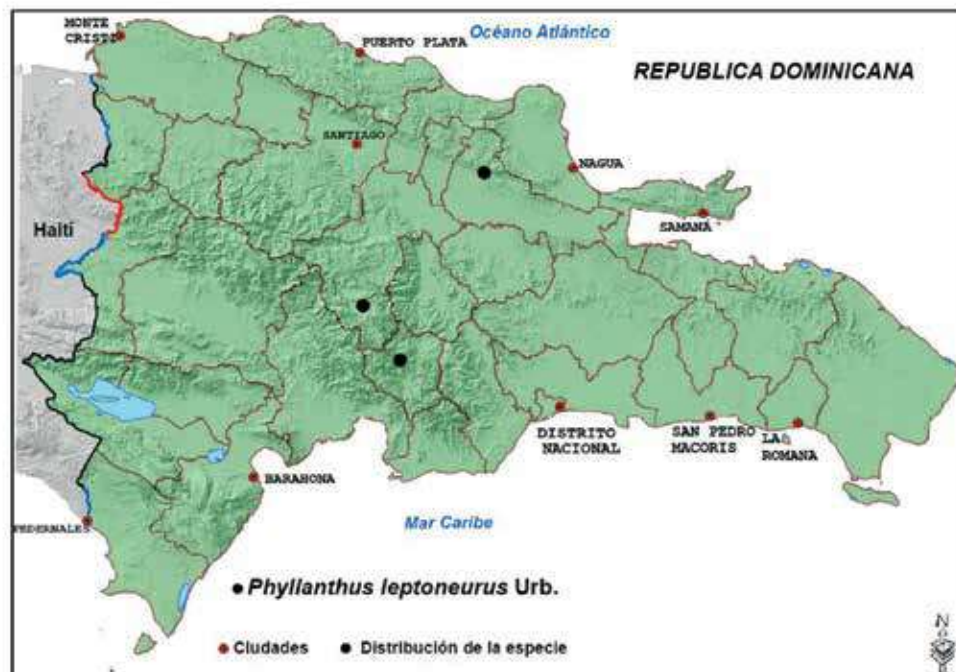 MONTE
CRISTI
Océano Atlántico
PUERTO PLATA
REPUBLICA DOMINICANA
SANTIAGO
NAGUA
SAMANÁ
Haití
DISTRITO
NACIONAL
SAN PEDRO
MACORIS
LA
ROMANA
BARAHONA
PEDERNALES
Mar Caribe
Phyllanthus leptoneurus Urb.
Ciudades
Distribución de la especie
N